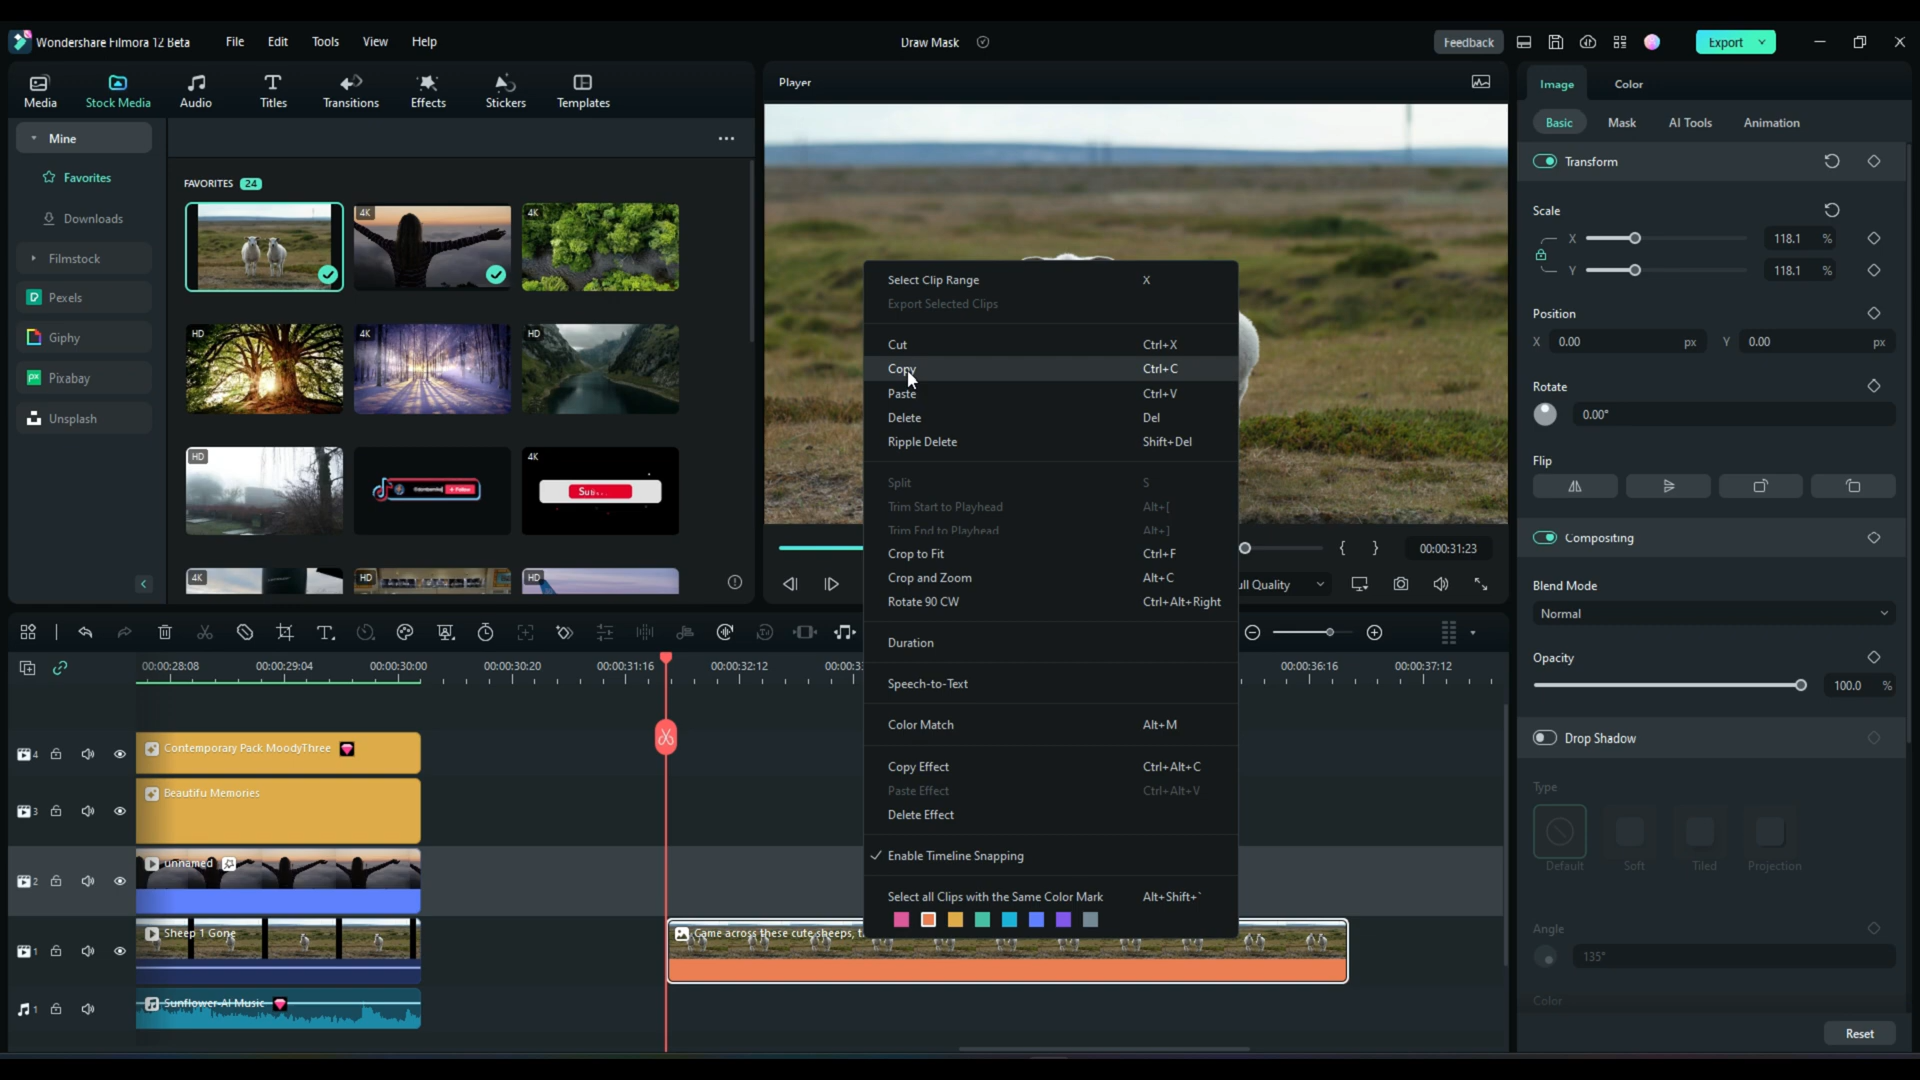 Wondershare Filmora 12 Beta
File
Edit
Tools
View
Help
Draw Mask
Feedback
Export
Media
Stock Media
Audio
Titles
Transitions
Effects
Stickers
Templates
Player
Image
Color
Basic
Mask
AI Tools
Animation
Mine
Favorites
Downloads
Filmstock
Pexels
Giphy
Pixabay
Unsplash
FAVORITES 24
4K
4K
HD
4K
HD
HD
4K
4K
HD
HD
Transform
Scale
X 118.1 %
Y 118.1 %
Position
X 0.00 px Y 0.00 px
Rotate
0.00°
Flip
Compositing
Blend Mode
Normal
Opacity
100.0 %
Drop Shadow
Type
Default
Soft
Tiled
Projection
Angle
135°
Color
Reset
Select Clip Range X
Export Selected Clips
Cut Ctrl+X
Copy Ctrl+C
Paste Ctrl+V
Delete Del
Ripple Delete Shift+Del
Split S
Trim Start to Playhead Alt+[
Trim End to Playhead Alt+]
Crop to Fit Ctrl+F
Crop and Zoom Alt+C
Rotate 90 CW Ctrl+Alt+Right
Duration
Speech-to-Text
Color Match Alt+M
Copy Effect Ctrl+Alt+C
Paste Effect Ctrl+Alt+V
Delete Effect
Enable Timeline Snapping
Select all Clips with the Same Color Mark Alt+Shift+`
00:00:31:23
ull Quality
00:00:28:08
00:00:29:04
00:00:30:00
00:00:30:20
00:00:31:16
00:00:32:12
00:00:3
00:00:36:16
00:00:37:12
4
Contemporary Pack MoodyThree
3
Beautifu Memories
2
unnamed
1
Sheep 1 Gone
Came across these cute sheeps, t
1
Sunflower-AI Music